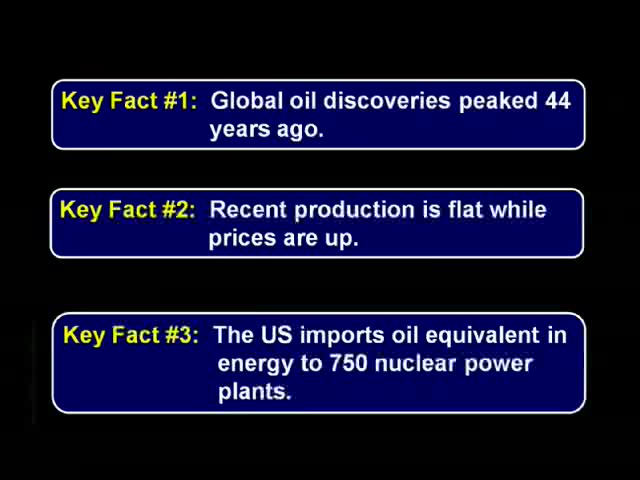 Key Fact #1: Global oil discoveries peaked 44
years ago.
Key Fact #2: Recent production is flat while
prices are up.
Key Fact #3: The US imports oil equivalent in
energy to 750 nuclear power
plants.